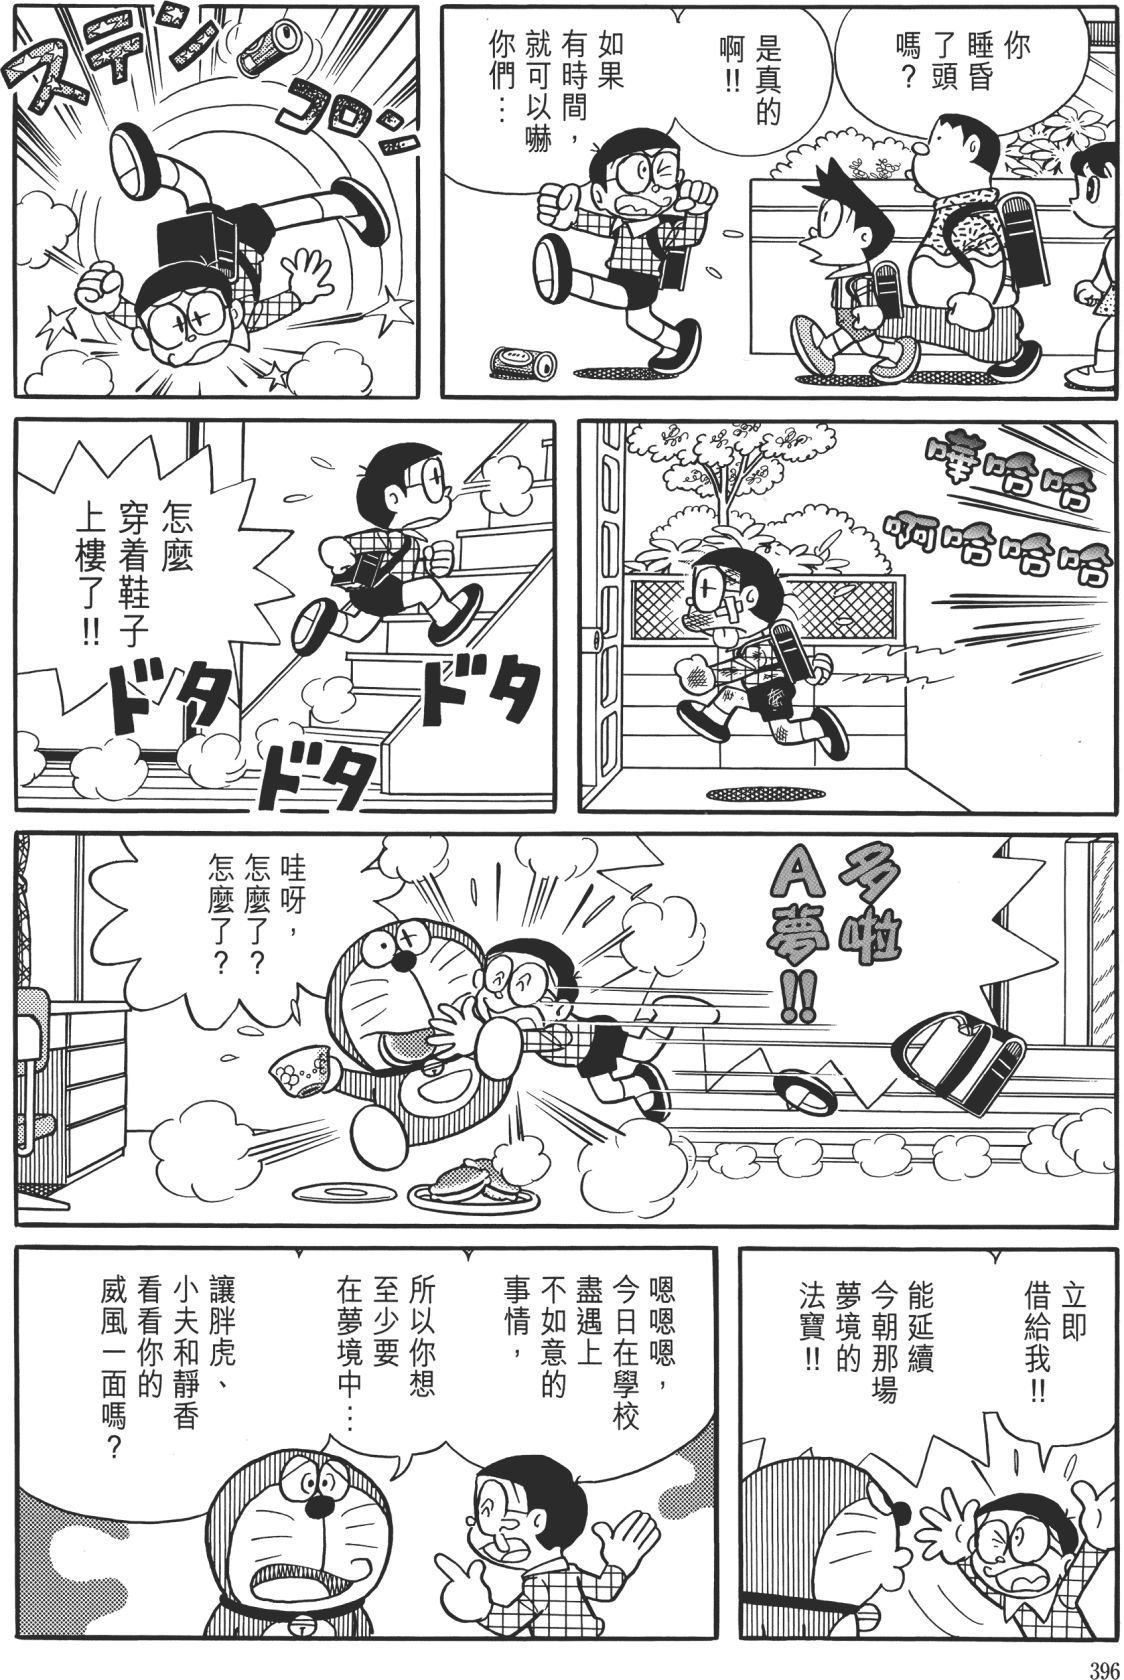 你
睡昏
了頭
嗎？
是真的
啊!!
如果
有時間，
就可以嚇
你們…
ステン
コロン
嘩哈哈
啊哈哈哈
怎麼
穿着鞋子
上樓了!!
ドタ
ドタ
ドタ
多啦
A夢!!
哇呀，
怎麼了？
怎麼了？
立即
借給我!!
能延續
今朝那場
夢境的
法寶!!
嗯嗯嗯，
今日在學校
盡遇上
不如意的
事情，
所以你想
至少要
在夢境中…
讓胖虎、
小夫和靜香
看看你的
威風一面嗎？
396